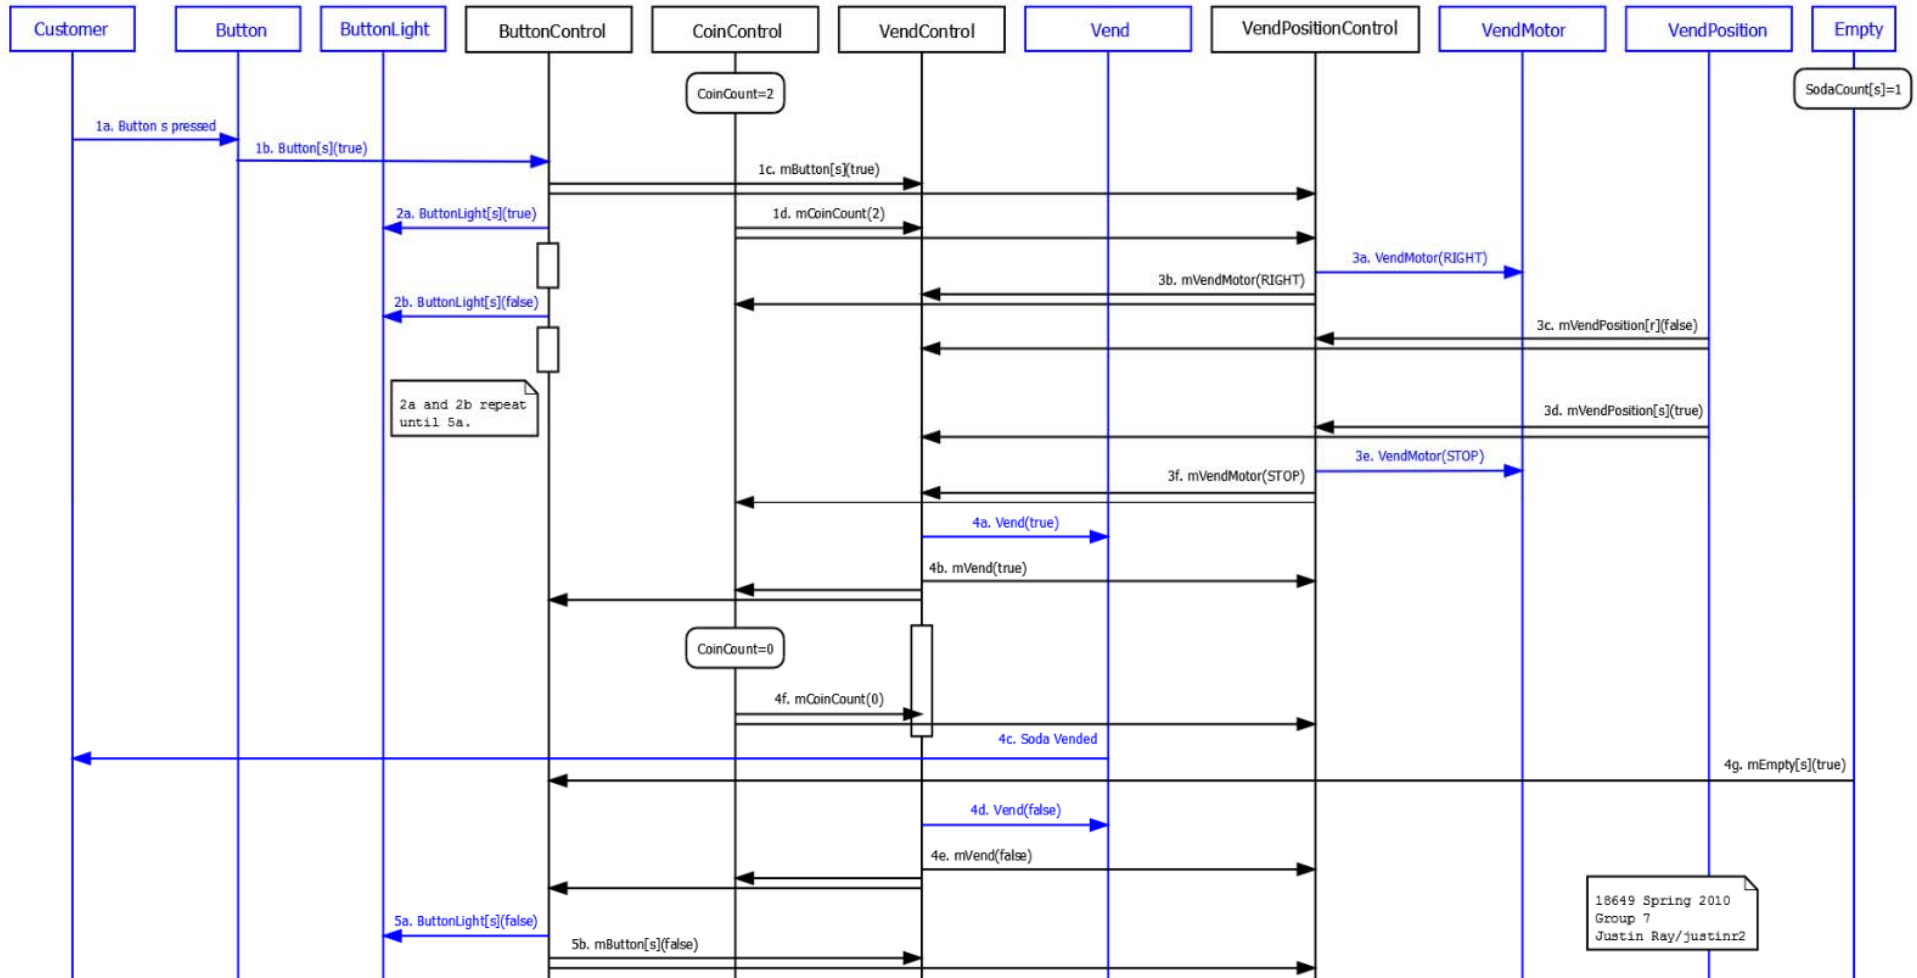 Customer
Button
ButtonLight
ButtonControl
CoinControl
VendControl
Vend
VendPositionControl
VendMotor
VendPosition
Empty
CoinCount=2
SodaCount[s]=1
1a. Button s pressed
1b. Button[s](true)
1c. mButton[s](true)
2a. ButtonLight[s](true)
1d. mCoinCount(2)
3a. VendMotor(RIGHT)
3b. mVendMotor(RIGHT)
2b. ButtonLight[s](false)
3c. mVendPosition[r](false)
2a and 2b repeat
until 5a.
3d. mVendPosition[s](true)
3e. VendMotor(STOP)
3f. mVendMotor(STOP)
4a. Vend(true)
4b. mVend(true)
CoinCount=0
4f. mCoinCount(0)
4c. Soda Vended
4g. mEmpty[s](true)
4d. Vend(false)
4e. mVend(false)
18649 Spring 2010
Group 7
Justin Ray/justinr2
5a. ButtonLight[s](false)
5b. mButton[s](false)